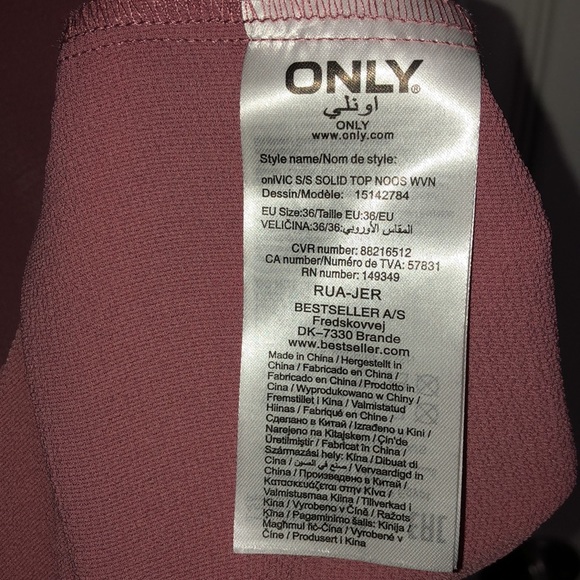 ONLY®
اونلي
ONLY
www.only.com
Style name/Nom de style:
onlVIC S/S SOLID TOP NOOS WVN
Dessin/Modèle: 15142784
EU Size:36/Taille EU:36/EU
VELIČINA:36/36:المقاس الأوروبي
CVR number: 88216512
CA number/Numéro de TVA: 57831
RN number: 149349
RUA-JER
BESTSELLER A/S
Fredskovvej
DK-7330 Brande
www.bestseller.com
Made in China / Hergestellt in
China / Fabricado en China /
Fabricado en China / Prodotto in
Cina / Wyprodukowano w Chiny /
Fremstillet i Kina / Valmistatud
Hiinas / Fabriqué en Chine /
Сделано в Китай / Izrađeno u Kini /
Narejeno na Kitajskem / Çin'de
Üretilmiştir / Fabricat în China /
Származási hely: Kína / Dibuat di
Cina / صنع في الصين / Vervaardigd in
China / Произведено в Китай /
Κατασκευάζεται στην Κίνα /
Valmistusmaa Kiina / Tillverkad i
Kina / Vyrobeno v Číně / Ražots
Ķīna / Pagaminimo šalis: Kinija /
Magħmul fiċ-Ċina / Vyrobené v
Číne / Produsert i Kina